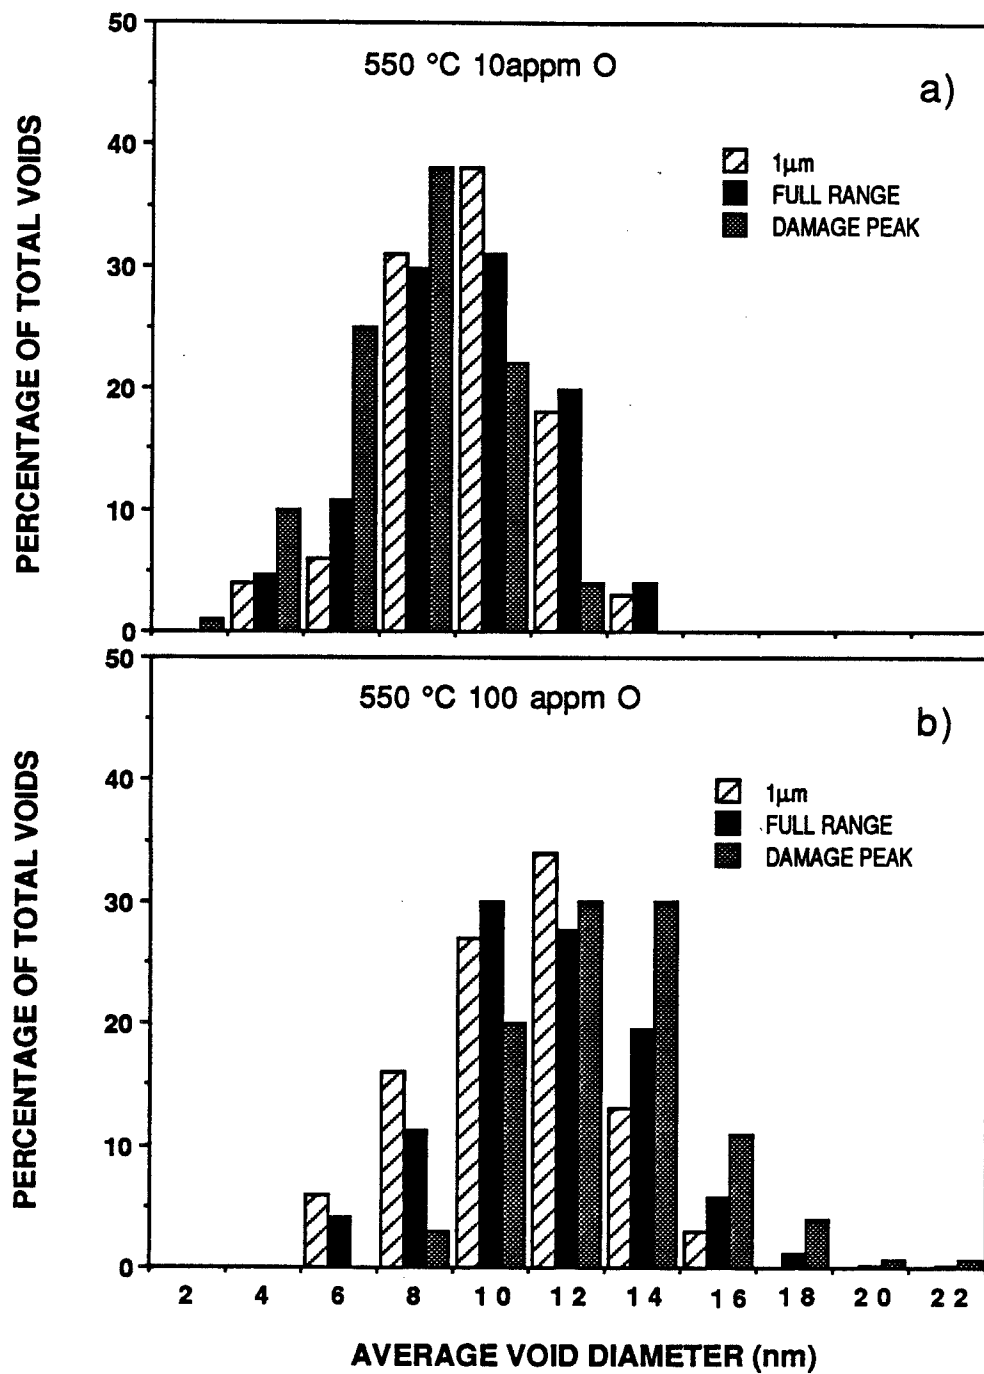 50
550 °C 10appm O
a)
40
1µm
FULL RANGE
DAMAGE PEAK
30
20
10
0
PERCENTAGE OF TOTAL VOIDS
50
550 °C 100 appm O
b)
40
1µm
FULL RANGE
DAMAGE PEAK
30
20
10
0
PERCENTAGE OF TOTAL VOIDS
2 4 6 8 10 12 14 16 18 20 22
AVERAGE VOID DIAMETER (nm)